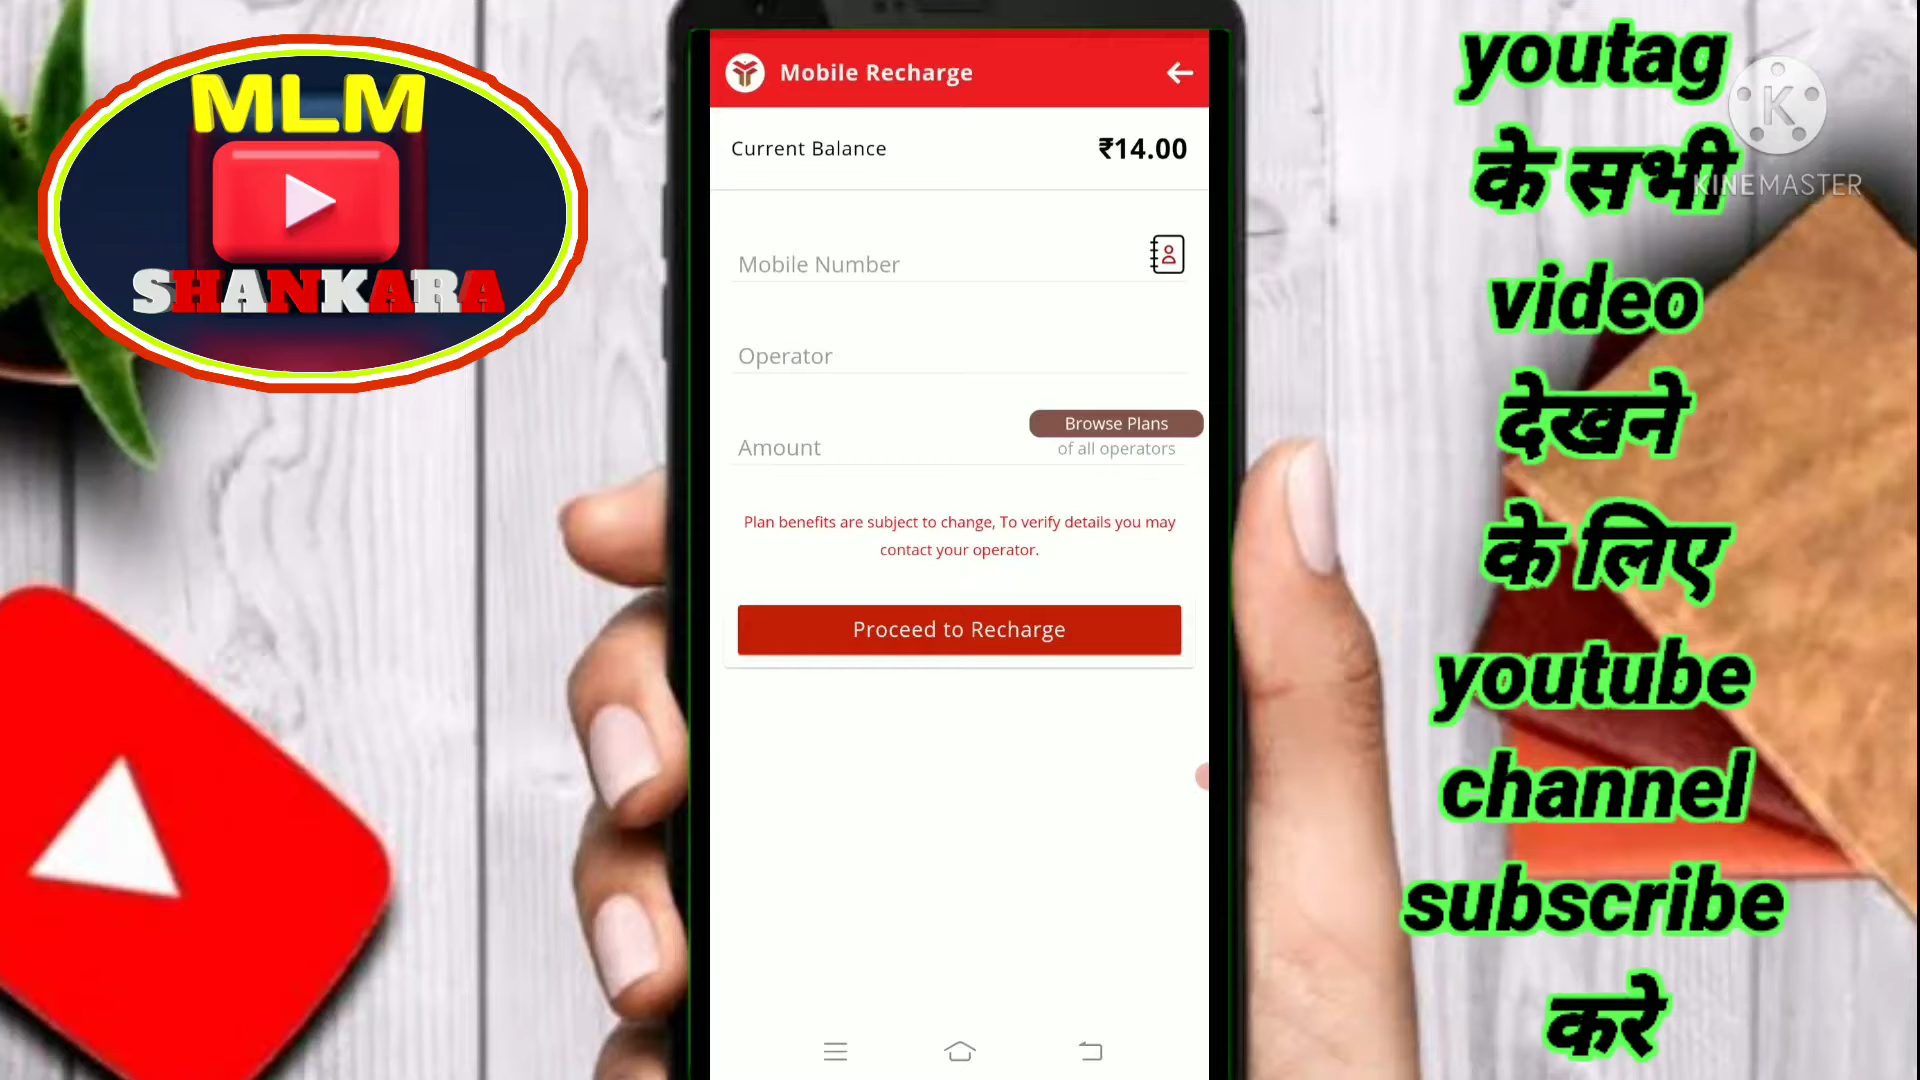 MLM
SHANKARA
Mobile Recharge
Current Balance
₹14.00
Mobile Number
Operator
Amount
Browse Plans
of all operators
Plan benefits are subject to change, To verify details you may
contact your operator.
Proceed to Recharge
youtag
के सभी
video
देखने
के लिए
youtube
channel
subscribe
करे
K
KINEMASTER